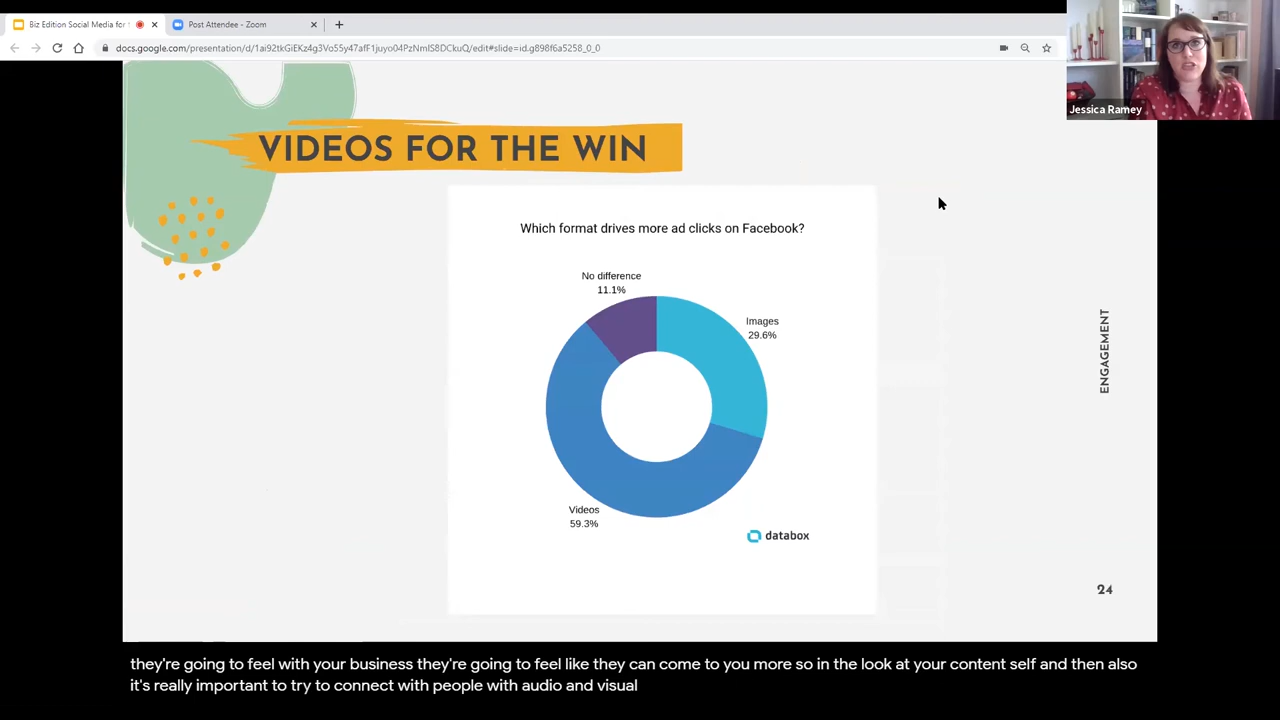 Biz Edition Social Media for
Post Attendee - Zoom
docs.google.com/presentation/d/1ai92tkGiEKz4g3Vo55y47afF1juyo04PzNmIS8DCkuQ/edit#slide=id.g898f6a5258_0_0
Jessica Ramey
VIDEOS FOR THE WIN
Which format drives more ad clicks on Facebook?
No difference
11.1%
Images
29.6%
Videos
59.3%
databox
ENGAGEMENT
24
they're going to feel with your business they're going to feel like they can come to you more so in the look at your content self and then also
it's really important to try to connect with people with audio and visual